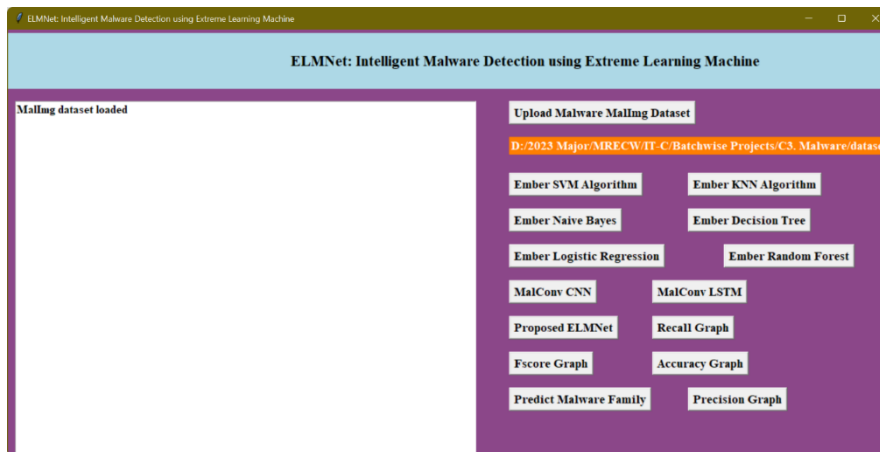 ELMNet: Intelligent Malware Detection using Extreme Learning Machine
ELMNet: Intelligent Malware Detection using Extreme Learning Machine
MalImg dataset loaded
Upload Malware MalImg Dataset
D:/2023 Major/MRECW/IT-C/Batchwise Projects/C3. Malware/datase
Ember SVM Algorithm Ember KNN Algorithm
Ember Naive Bayes Ember Decision Tree
Ember Logistic Regression Ember Random Forest
MalConv CNN MalConv LSTM
Proposed ELMNet Recall Graph
Fscore Graph Accuracy Graph
Predict Malware Family Precision Graph